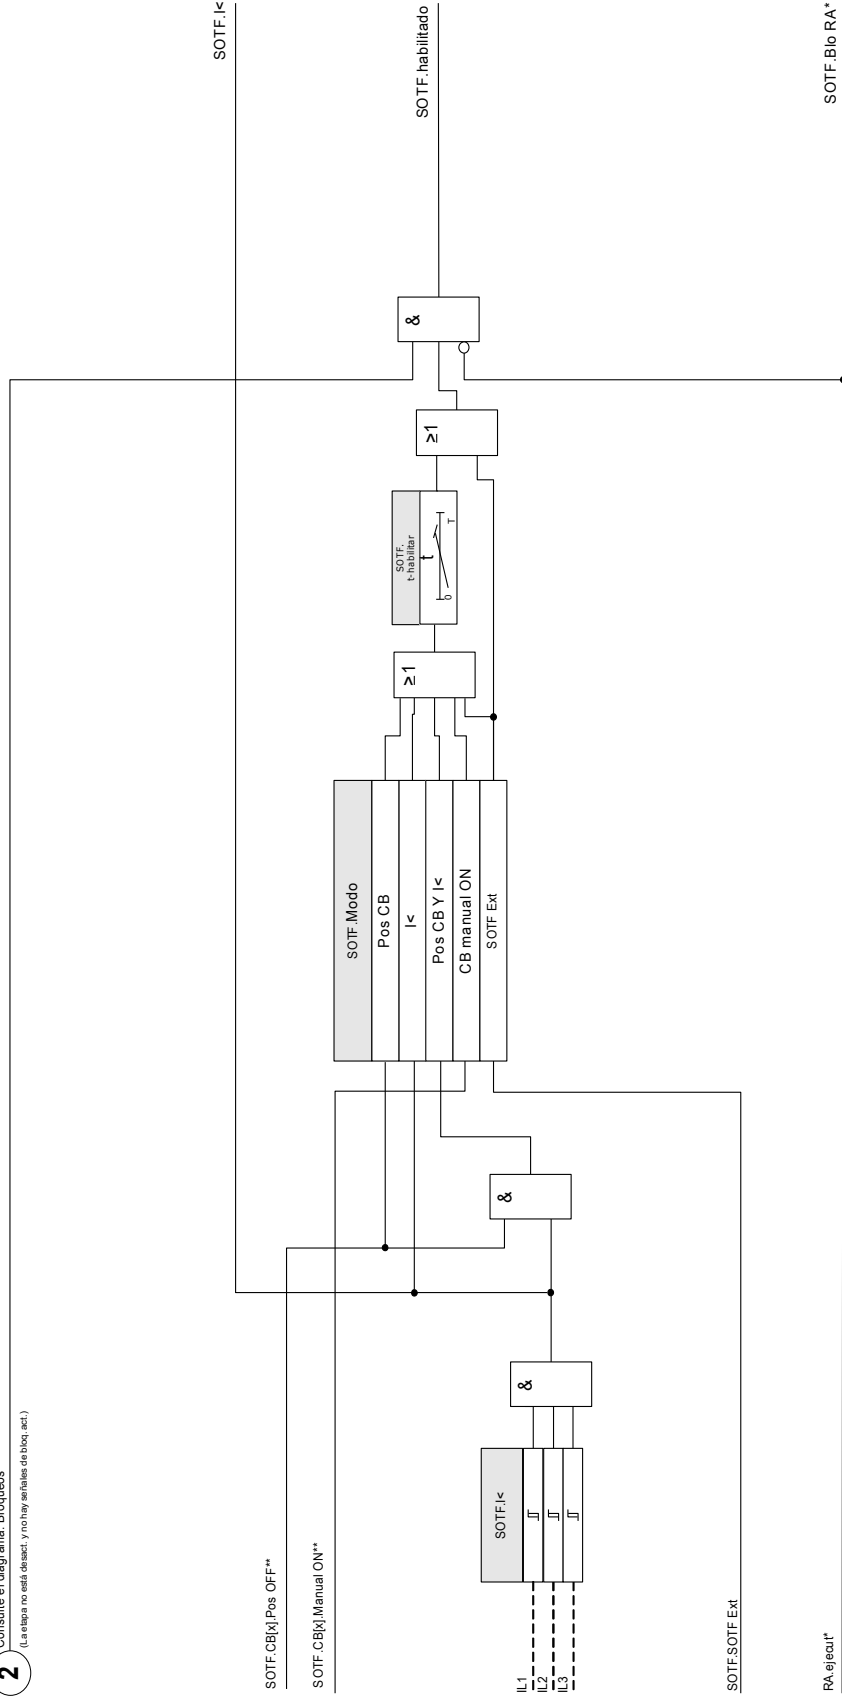 2
Consulte el diagrama: Bloqueos
(La etapa no está desact. y no hay señales de bloq. act.)
SOTF.I<
SOTF.CB[x].Pos OFF**
SOTF.CB[x].Manual ON**
SOTF.I<
IL1
IL2
IL3
&
&
SOTF.Modo
Pos CB
I<
Pos CB Y I<
CB manual ON
SOTF Ext
≥1
SOTF.
t-habilitar
t
0
T
≥1
&
SOTF.habilitado
SOTF.SOTF Ext
RA.ejecut*
SOTF.Blo RA*